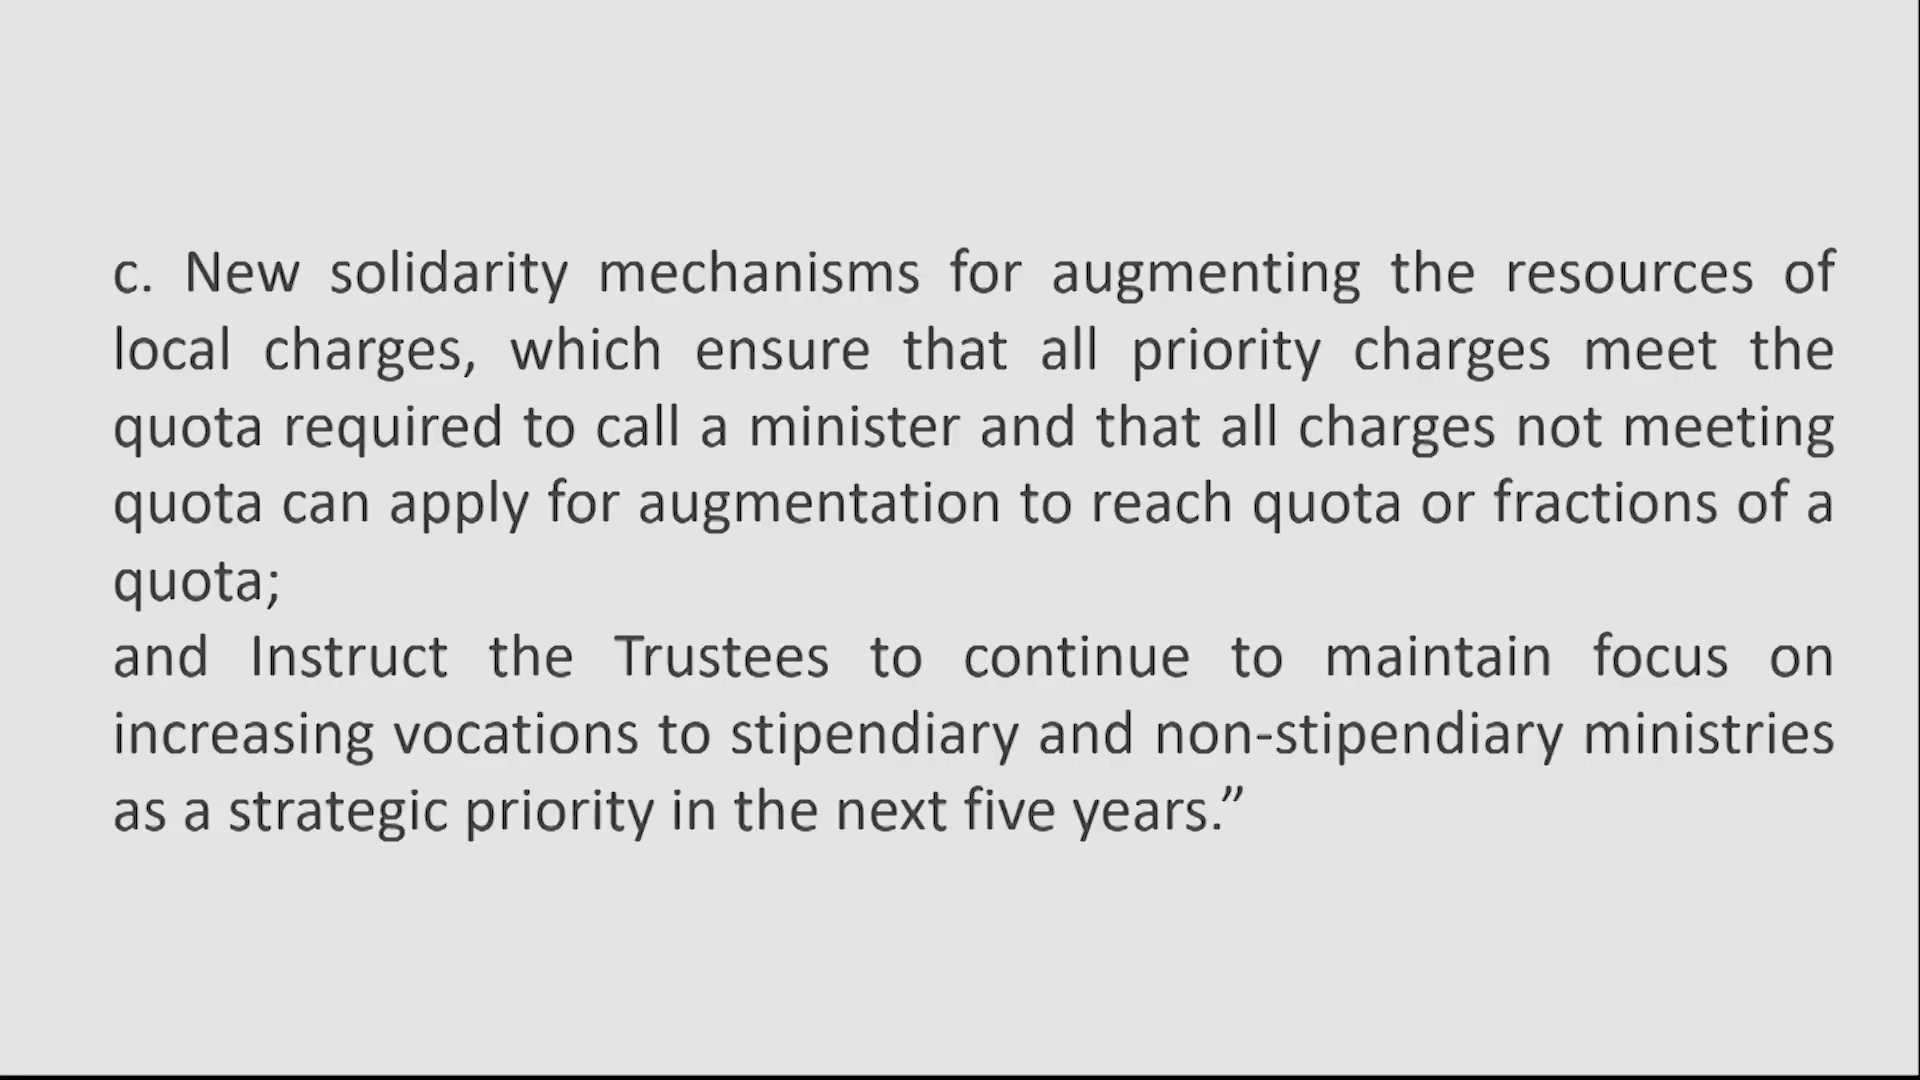 c. New solidarity mechanisms for augmenting the resources of
local charges, which ensure that all priority charges meet the
quota required to call a minister and that all charges not meeting
quota can apply for augmentation to reach quota or fractions of a
quota;
and Instruct the Trustees to continue to maintain focus on
increasing vocations to stipendiary and non-stipendiary ministries
as a strategic priority in the next five years.”